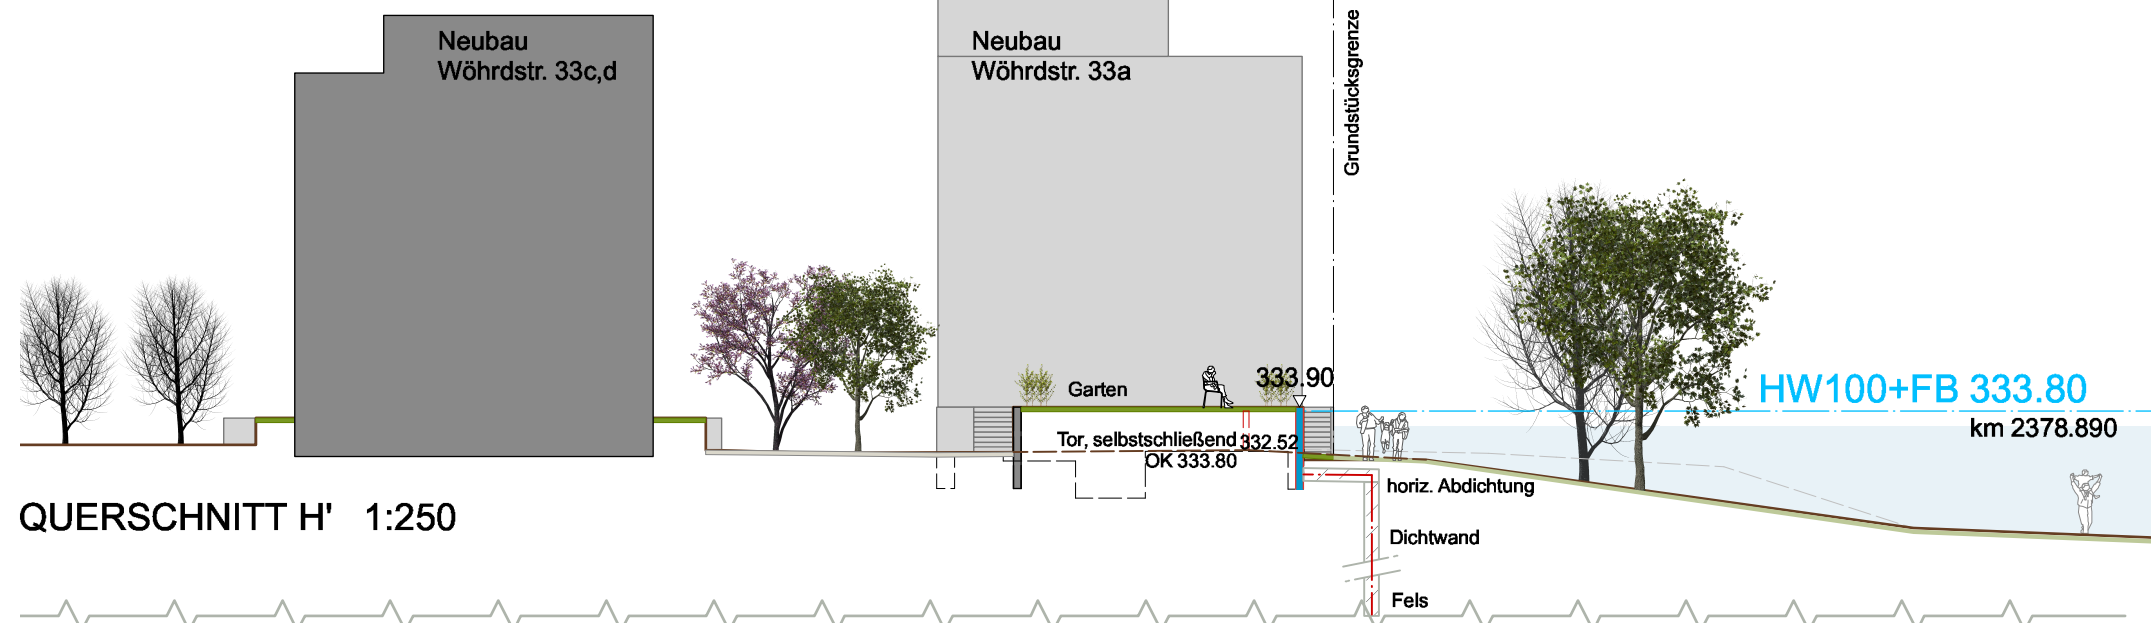 Neubau
Wöhrdstr. 33c,d
Neubau
Wöhrdstr. 33a
Grundstücksgrenze
Garten
333.90
HW100+FB 333.80
km 2378.890
Tor, selbstschließend
332.52
OK 333.80
horiz. Abdichtung
QUERSCHNITT H' 1:250
Dichtwand
Fels